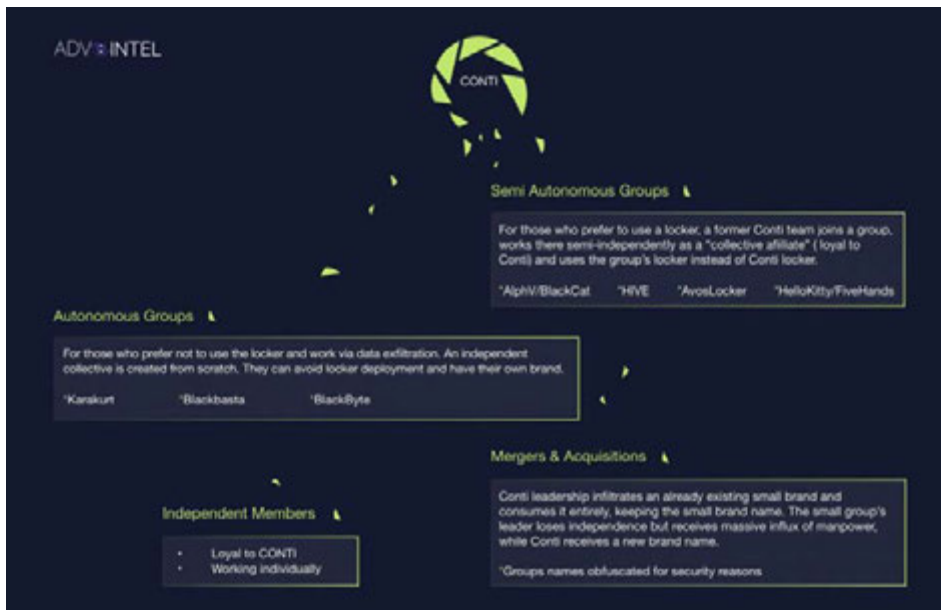 ADVINTEL
CONTI
Semi Autonomous Groups
For those who prefer to use a locker, a former Conti team joins a group,
works there semi-independently as a "collective afilliate" ( loyal to
Conti) and uses the group's locker instead of Conti locker.
*AlphV/BlackCat *HIVE *AvosLocker *HelloKitty/FiveHands
Autonomous Groups
For those who prefer not to use the locker and work via data exfiltration. An independent
collective is created from scratch. They can avoid locker deployment and have their own brand.
*Karakurt *Blackbasta *BlackByte
Mergers & Acquisitions
Conti leadership infiltrates an already existing small brand and
consumes it entirely, keeping the small brand name. The small group's
leader loses independence but receives massive influx of manpower,
while Conti receives a new brand name.
*Groups names obfuscated for security reasons
Independent Members
• Loyal to CONTI
• Working individually